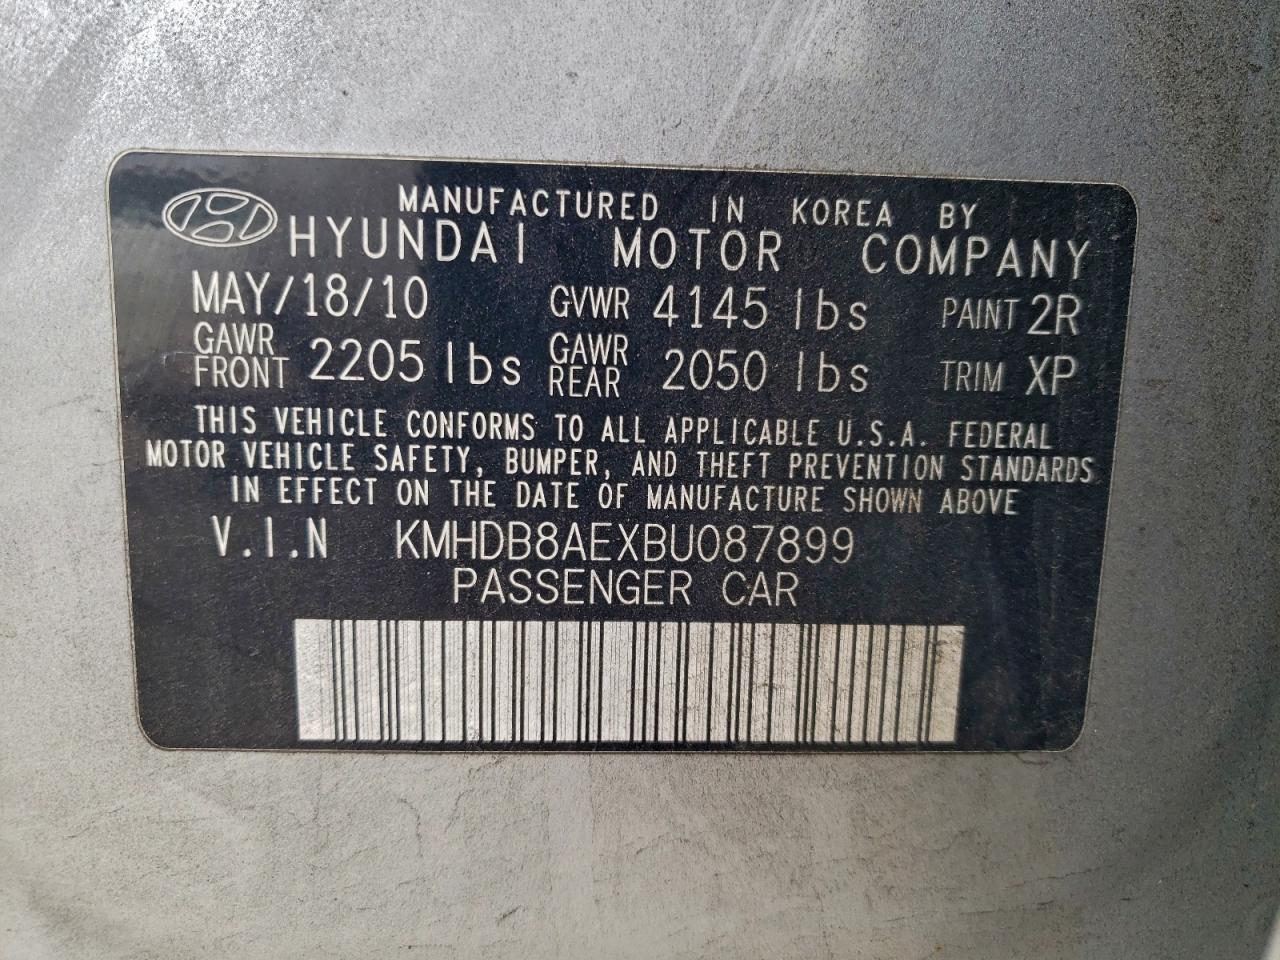 MANUFACTURED IN KOREA BY
HYUNDAI MOTOR COMPANY
MAY/18/10 GVWR 4145 lbs PAINT 2R
GAWR FRONT 2205 lbs GAWR REAR 2050 lbs TRIM XP
THIS VEHICLE CONFORMS TO ALL APPLICABLE U.S.A. FEDERAL
MOTOR VEHICLE SAFETY, BUMPER, AND THEFT PREVENTION STANDARDS
IN EFFECT ON THE DATE OF MANUFACTURE SHOWN ABOVE
V.I.N KMHDB8AEXBU087899
PASSENGER CAR